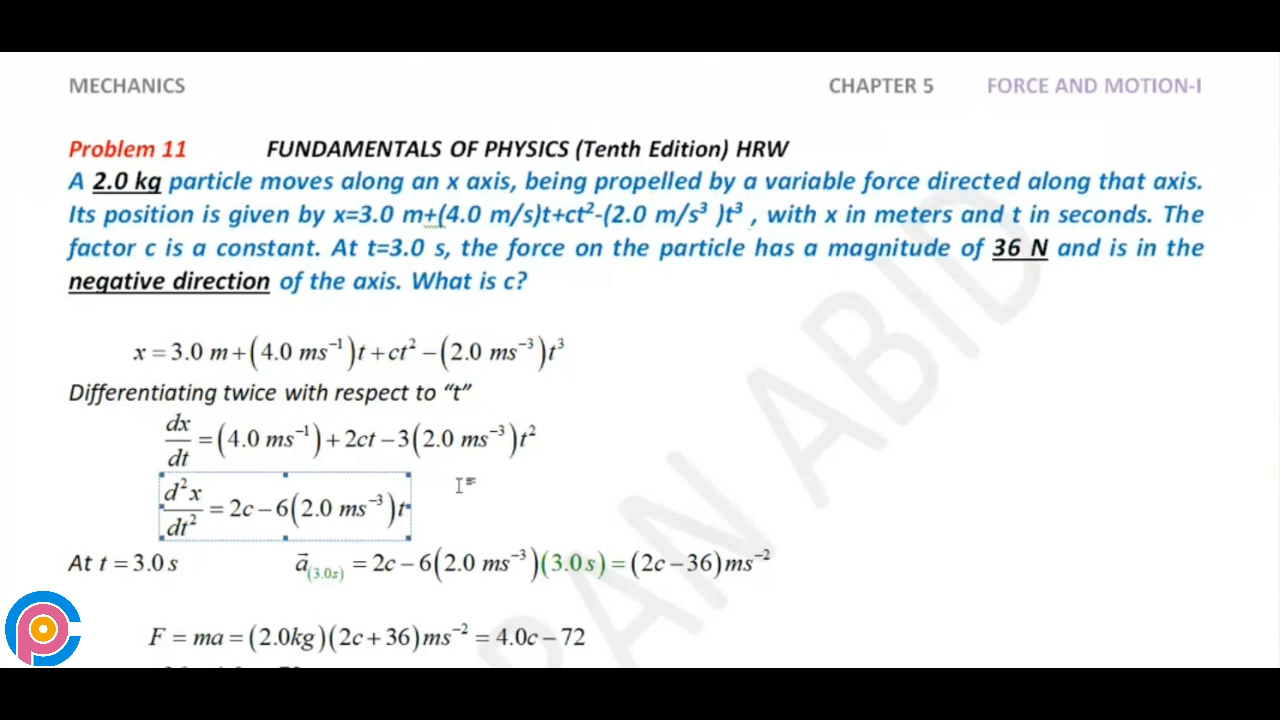 MECHANICS CHAPTER 5 FORCE AND MOTION-I
Problem 11 FUNDAMENTALS OF PHYSICS (Tenth Edition) HRW
A 2.0 kg particle moves along an x axis, being propelled by a variable force directed along that axis.
Its position is given by x=3.0 m+(4.0 m/s)t+ct²-(2.0 m/s³ )t³ , with x in meters and t in seconds. The
factor c is a constant. At t=3.0 s, the force on the particle has a magnitude of 36 N and is in the
negative direction of the axis. What is c?
x = 3.0 m + (4.0 ms⁻¹)t + ct² − (2.0 ms⁻³)t³
Differentiating twice with respect to “t”
dx/dt = (4.0 ms⁻¹) + 2ct − 3(2.0 ms⁻³)t²
d²x/dt² = 2c − 6(2.0 ms⁻³)t
At t = 3.0 s a⃗(3.0s) = 2c − 6(2.0 ms⁻³)(3.0 s) = (2c − 36) ms⁻²
F = ma = (2.0kg)(2c + 36) ms⁻² = 4.0c − 72
PAN ABID